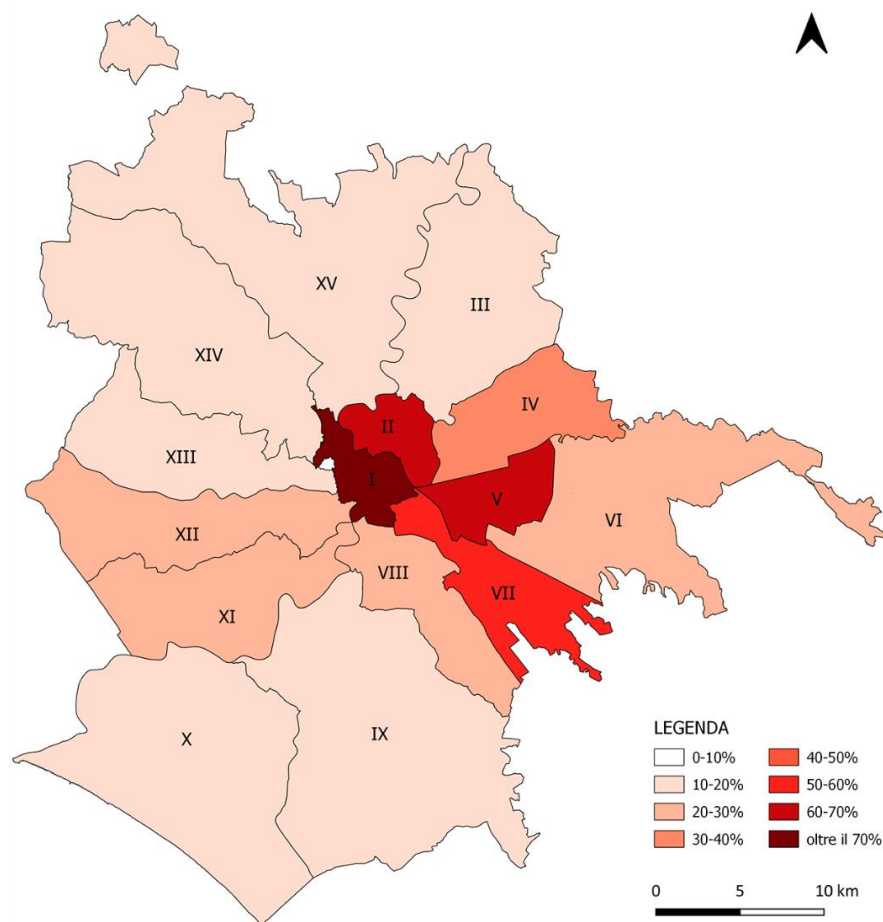 XV
III
XIV
IV
II
XIII
I
V
VI
XII
VIII
VII
XI
IX
X
LEGENDA
0-10%
40-50%
10-20%
50-60%
20-30%
60-70%
30-40%
oltre il 70%
0 5 10 km